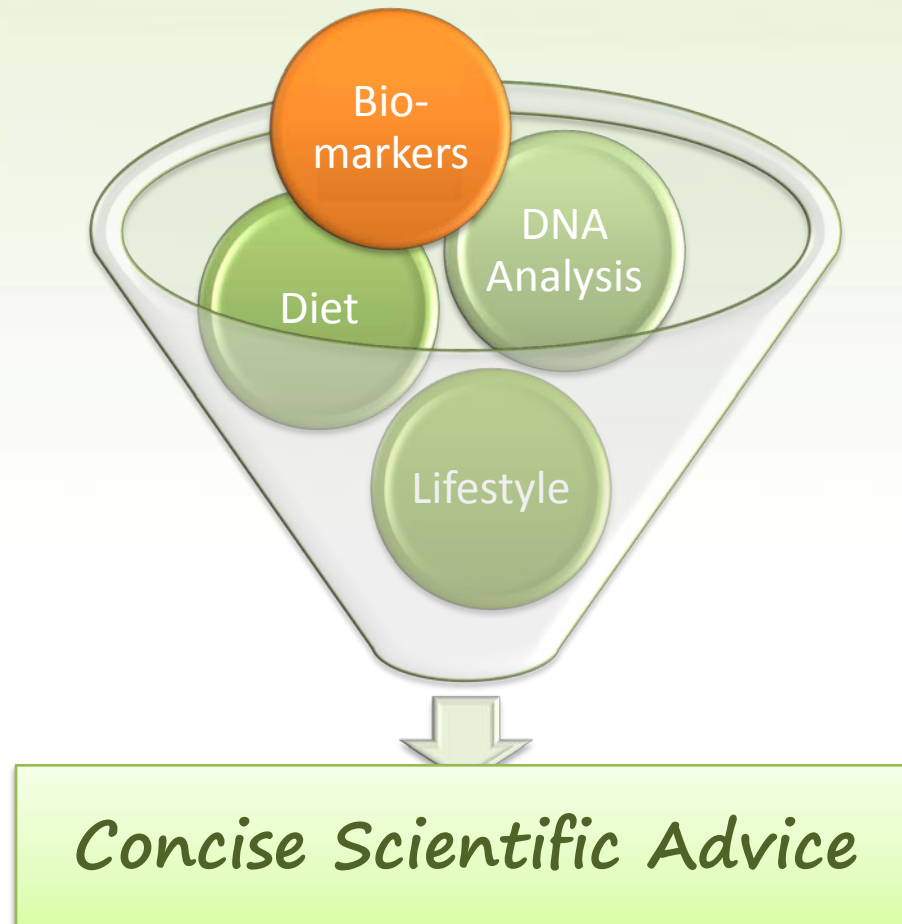 Bio-
markers
DNA
Analysis
Diet
Lifestyle
Concise Scientific Advice